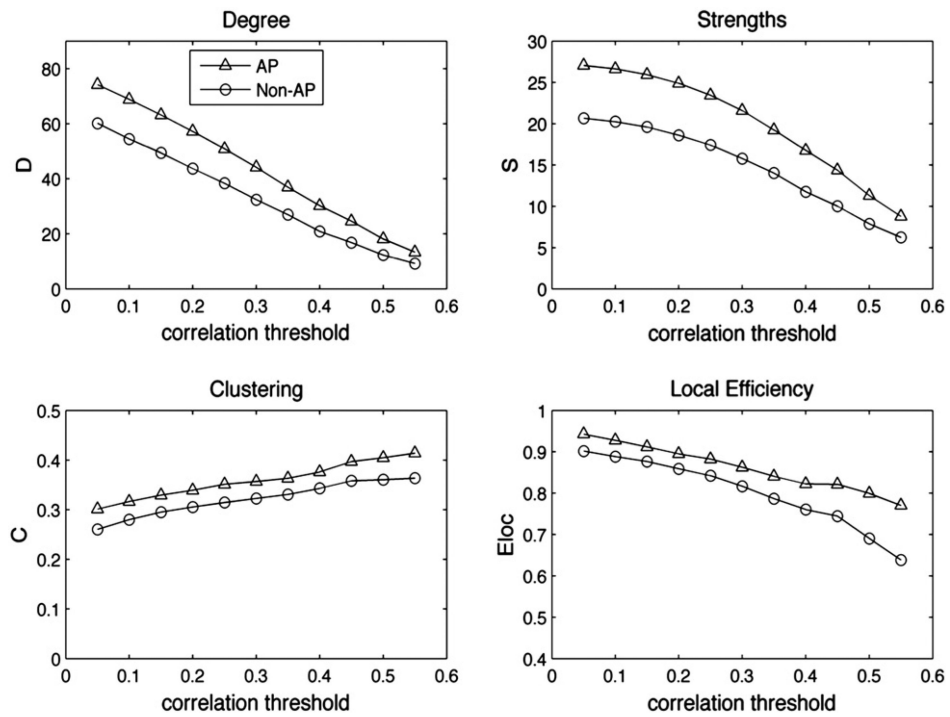 Degree
80
60
40
20
0
D
AP
Non-AP
0 0.1 0.2 0.3 0.4 0.5 0.6
correlation threshold
Strengths
30
25
20
15
10
5
0
S
0 0.1 0.2 0.3 0.4 0.5 0.6
correlation threshold
Clustering
0.5
0.4
0.3
0.2
0.1
0
C
0 0.1 0.2 0.3 0.4 0.5 0.6
correlation threshold
Local Efficiency
1
0.9
0.8
0.7
0.6
0.5
0.4
Eloc
0 0.1 0.2 0.3 0.4 0.5 0.6
correlation threshold